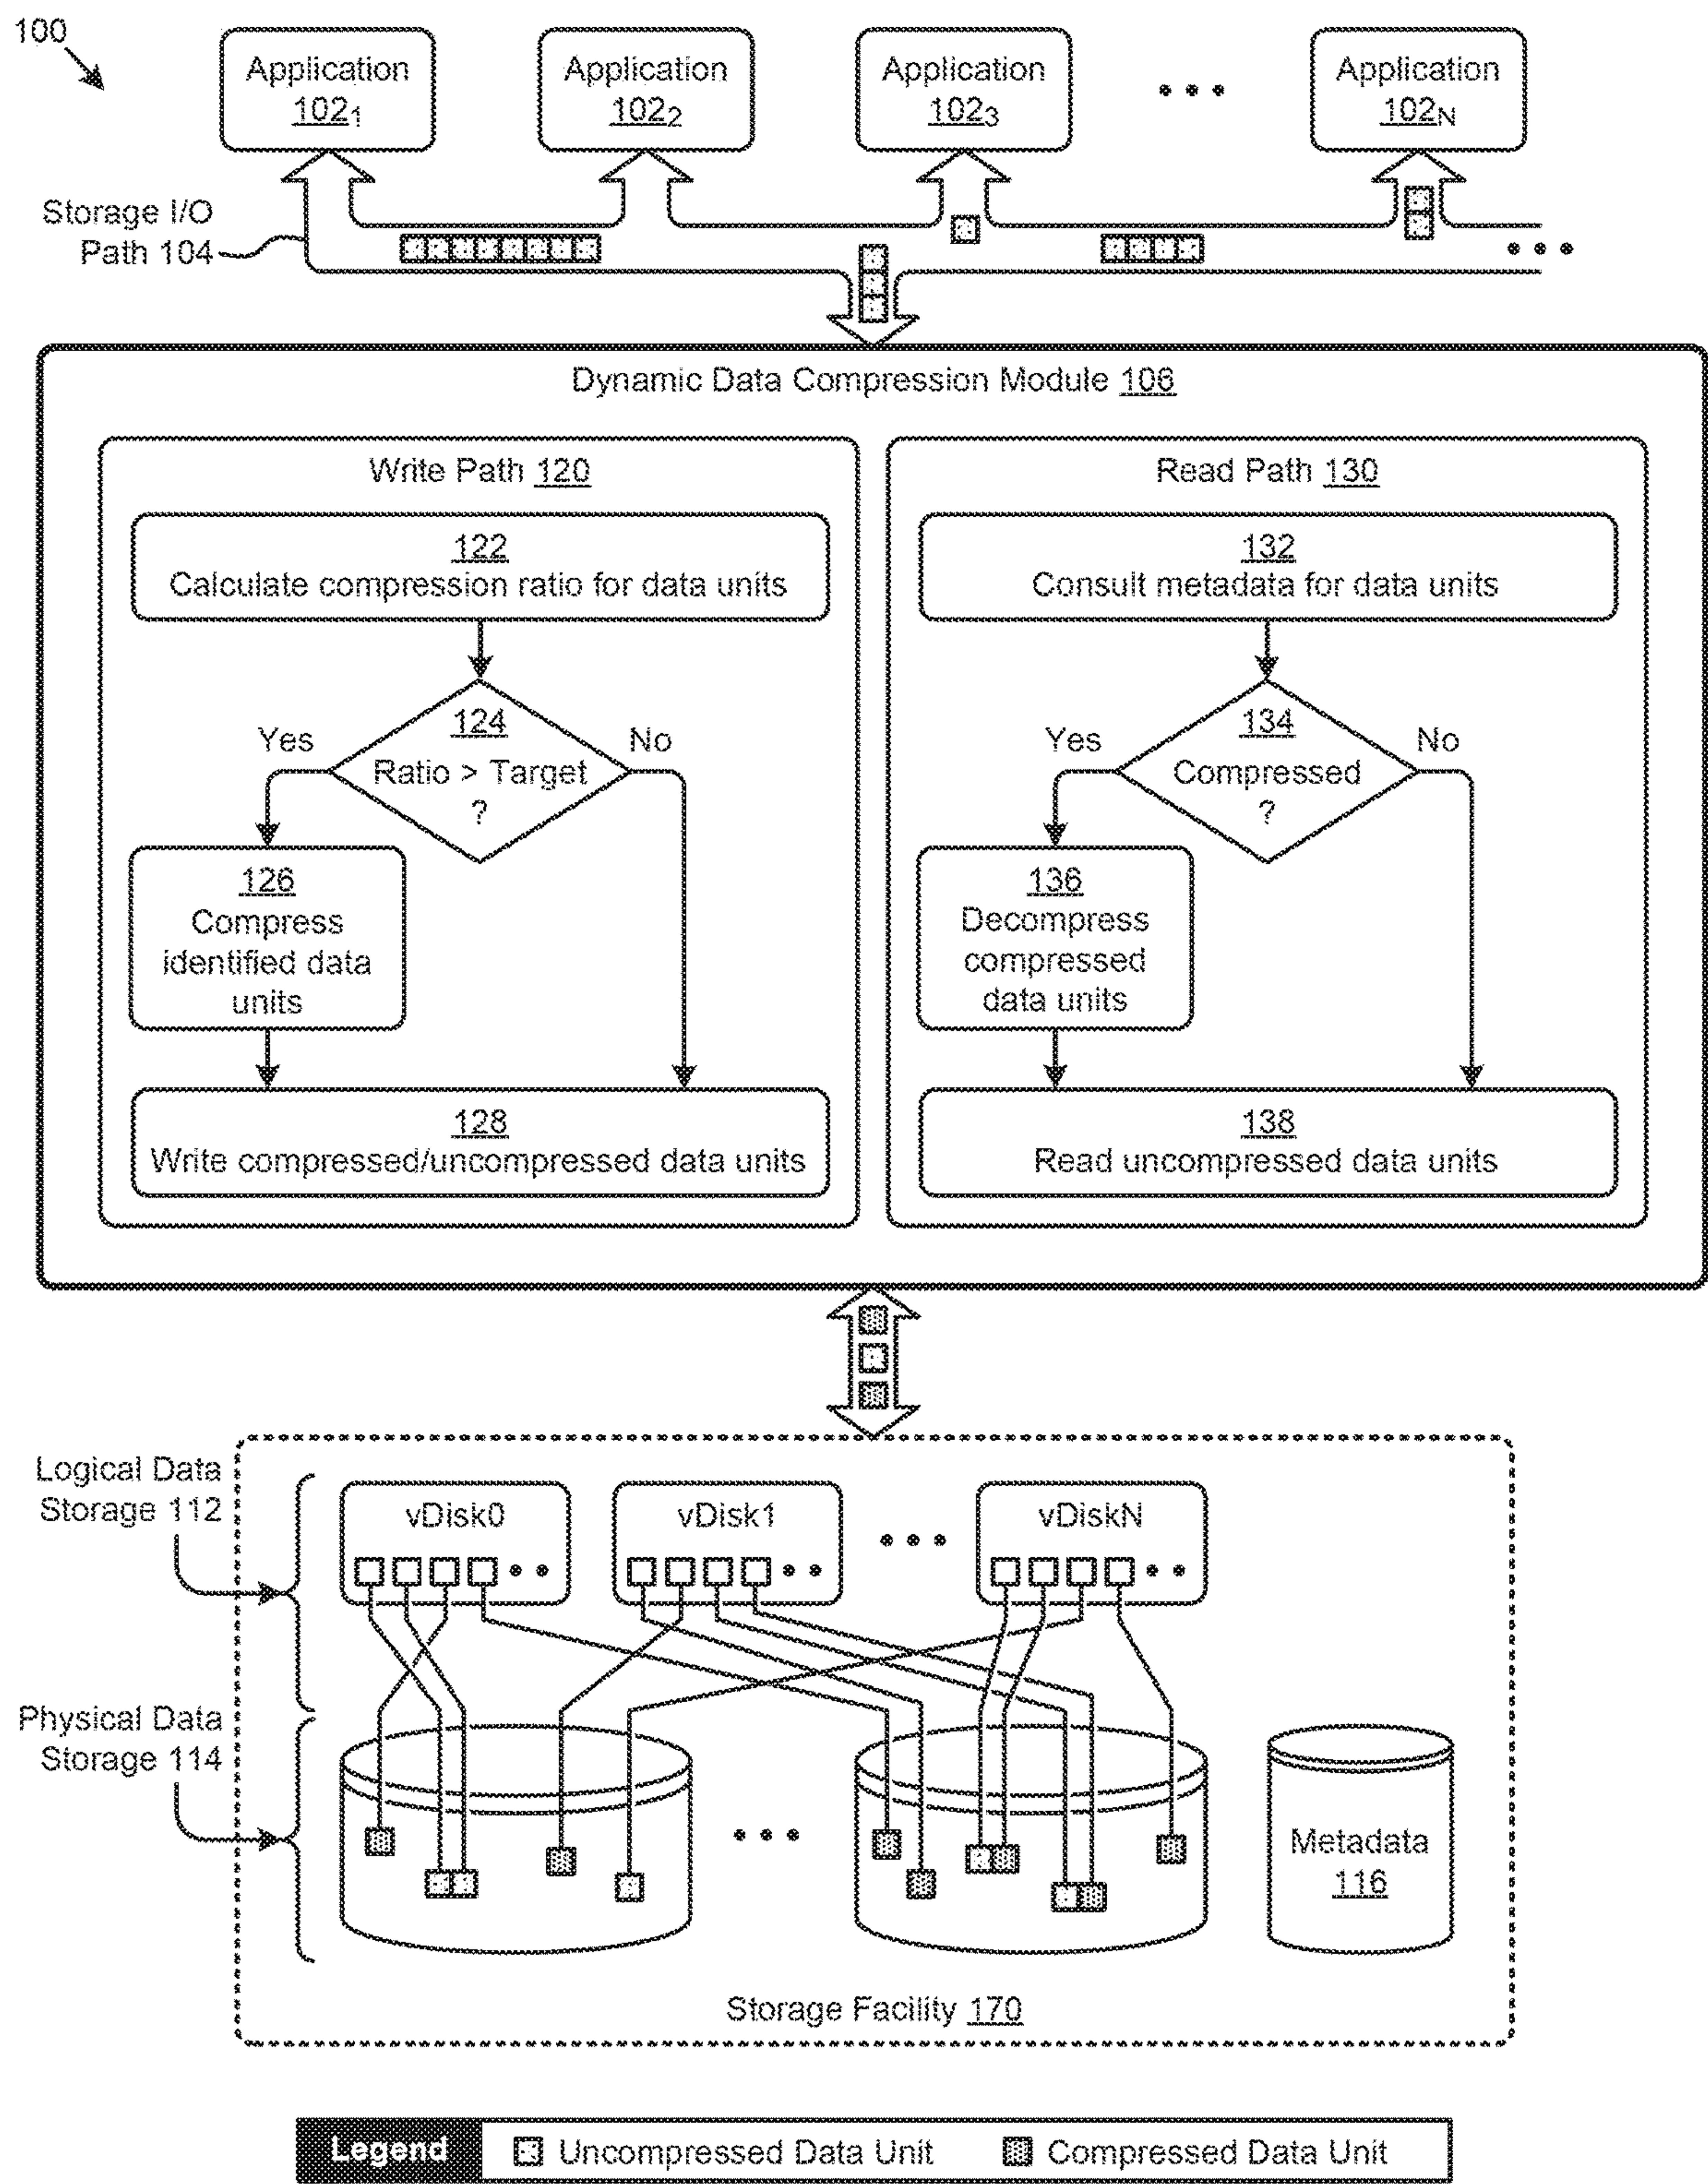 100
Application
102₁
Application
102₂
Application
102₃
Application
102N
Storage I/O
Path 104
Dynamic Data Compression Module 106
Write Path 120
122
Calculate compression ratio for data units
124
Ratio > Target
?
Yes
No
126
Compress
identified data
units
128
Write compressed/uncompressed data units
Read Path 130
132
Consult metadata for data units
134
Compressed
?
Yes
No
136
Decompress
compressed
data units
138
Read uncompressed data units
Logical Data
Storage 112
vDisk0
vDisk1
vDiskN
Physical Data
Storage 114
Metadata
116
Storage Facility 170
Legend
Uncompressed Data Unit
Compressed Data Unit